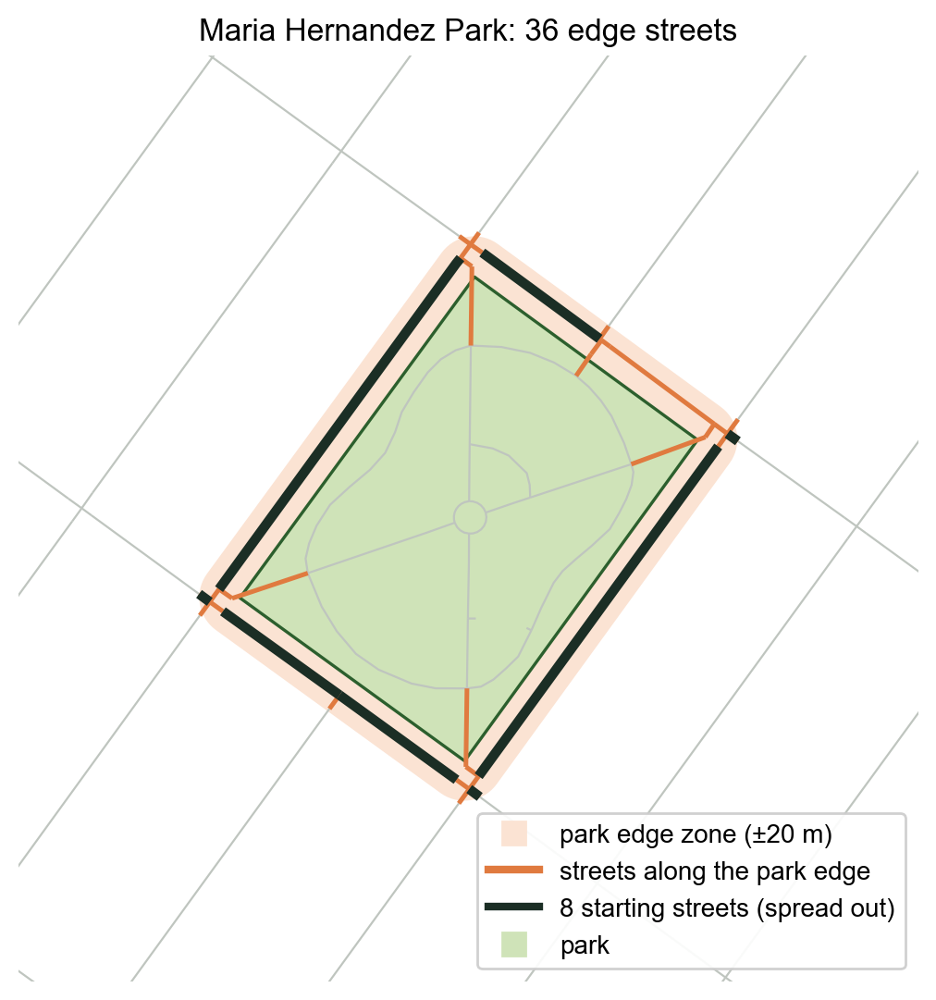 Maria Hernandez Park: 36 edge streets
park edge zone (±20 m)
streets along the park edge
8 starting streets (spread out)
park